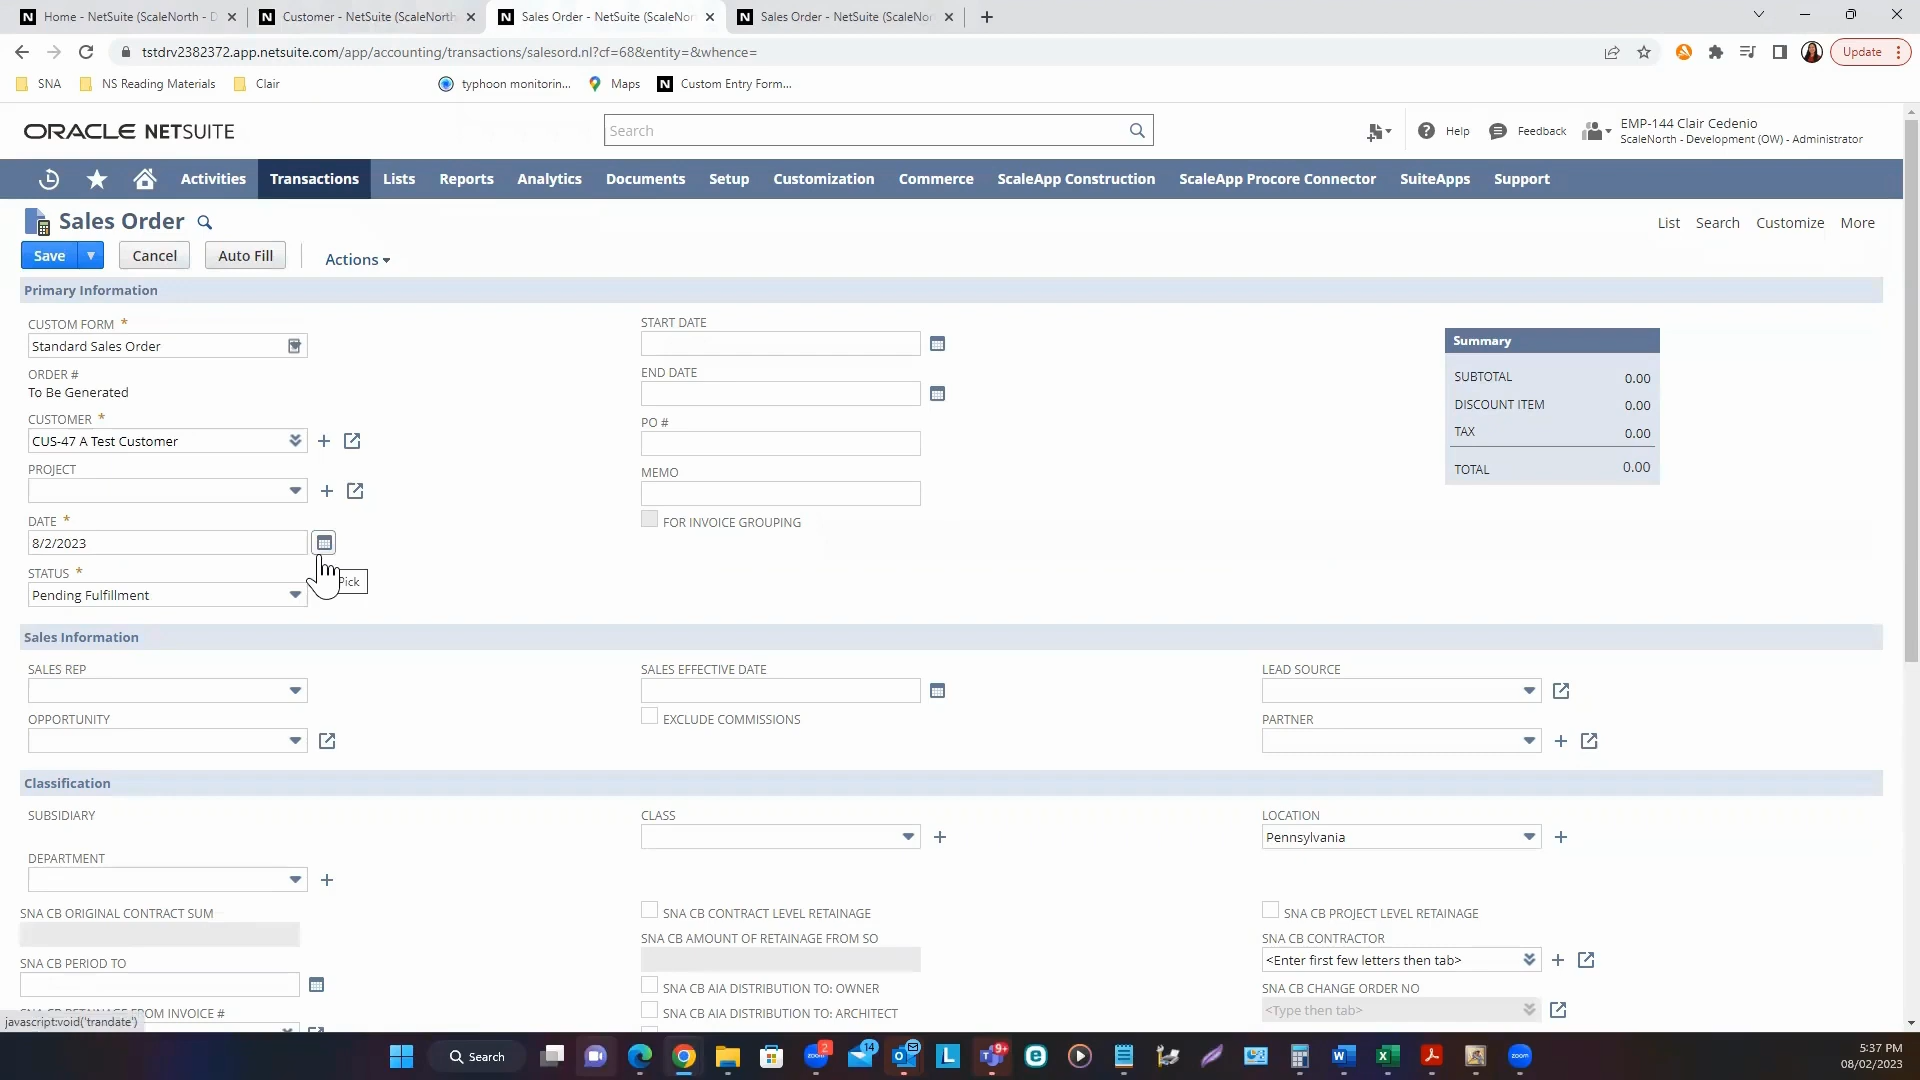 Home - NetSuite (ScaleNorth - D
Customer - NetSuite (ScaleNorth
Sales Order - NetSuite (ScaleNor
Sales Order - NetSuite (ScaleNo
tstdrv2382372.app.netsuite.com/app/accounting/transactions/salesord.nl?cf=68&entity=&whence=
Update
SNA
NS Reading Materials
Clair
typhoon monitorin...
Maps
Custom Entry Form...
ORACLE NETSUITE
Search
Help
Feedback
EMP-144 Clair Cedenio
ScaleNorth - Development (OW) - Administrator
Activities
Transactions
Lists
Reports
Analytics
Documents
Setup
Customization
Commerce
ScaleApp Construction
ScaleApp Procore Connector
SuiteApps
Support
Sales Order
List
Search
Customize
More
Save
Cancel
Auto Fill
Actions
Primary Information
CUSTOM FORM *
Standard Sales Order
ORDER #
To Be Generated
CUSTOMER *
CUS-47 A Test Customer
PROJECT
DATE *
8/2/2023
Pick
STATUS *
Pending Fulfillment
START DATE
END DATE
PO #
MEMO
FOR INVOICE GROUPING
Summary
SUBTOTAL 0.00
DISCOUNT ITEM 0.00
TAX 0.00
TOTAL 0.00
Sales Information
SALES REP
OPPORTUNITY
SALES EFFECTIVE DATE
EXCLUDE COMMISSIONS
LEAD SOURCE
PARTNER
Classification
SUBSIDIARY
DEPARTMENT
CLASS
LOCATION
Pennsylvania
SNA CB ORIGINAL CONTRACT SUM
SNA CB PERIOD TO
FROM INVOICE #
SNA CB CONTRACT LEVEL RETAINAGE
SNA CB AMOUNT OF RETAINAGE FROM SO
SNA CB AIA DISTRIBUTION TO: OWNER
SNA CB AIA DISTRIBUTION TO: ARCHITECT
SNA CB PROJECT LEVEL RETAINAGE
SNA CB CONTRACTOR
<Enter first few letters then tab>
SNA CB CHANGE ORDER NO
<Type then tab>
javascript:void('trandate')
Search
2
14
9+
5:37 PM
08/02/2023